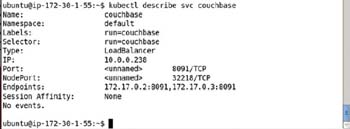 ubuntu@ip-172-30-1-55:~$ kubectl describe svc couchbase
Name: couchbase
Namespace: default
Labels: run=couchbase
Selector: run=couchbase
Type: LoadBalancer
IP: 10.0.0.238
Port: <unnamed> 8091/TCP
NodePort: <unnamed> 32218/TCP
Endpoints: 172.17.0.2:8091,172.17.0.3:8091
Session Affinity: None
No events.
ubuntu@ip-172-30-1-55:~$